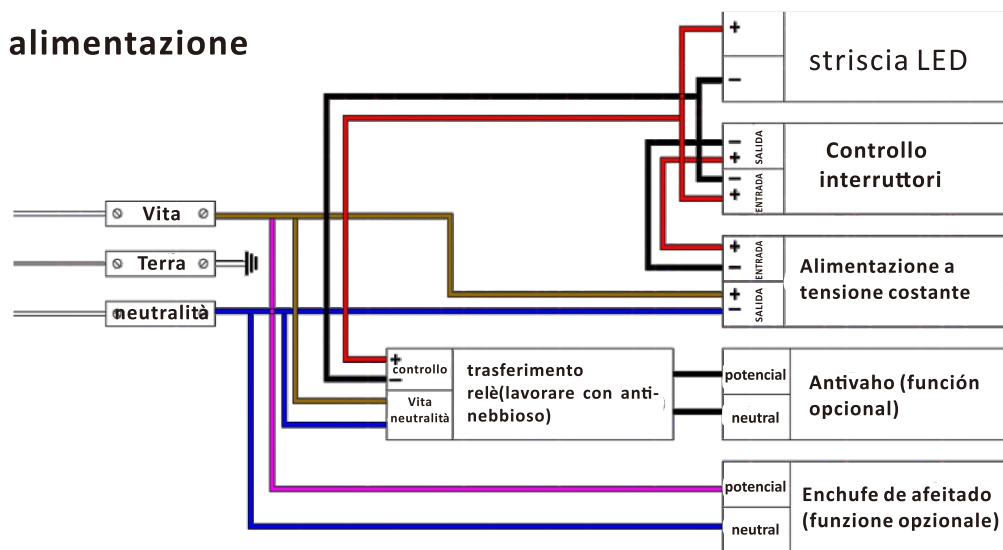 alimentazione
+
−
striscia LED
−
+
SALIDA
−
+
ENTRADA
Controllo
interruttori
Vita
Terra
neutralità
+
−
ENTRADA
+
−
SALIDA
Alimentazione a
tensione costante
+
controllo
−
Vita
neutralità
trasferimento
relè(lavorare con anti-
nebbioso)
potencial
neutral
Antivaho (función
opcional)
potencial
neutral
Enchufe de afeitado
(funzione opzionale)